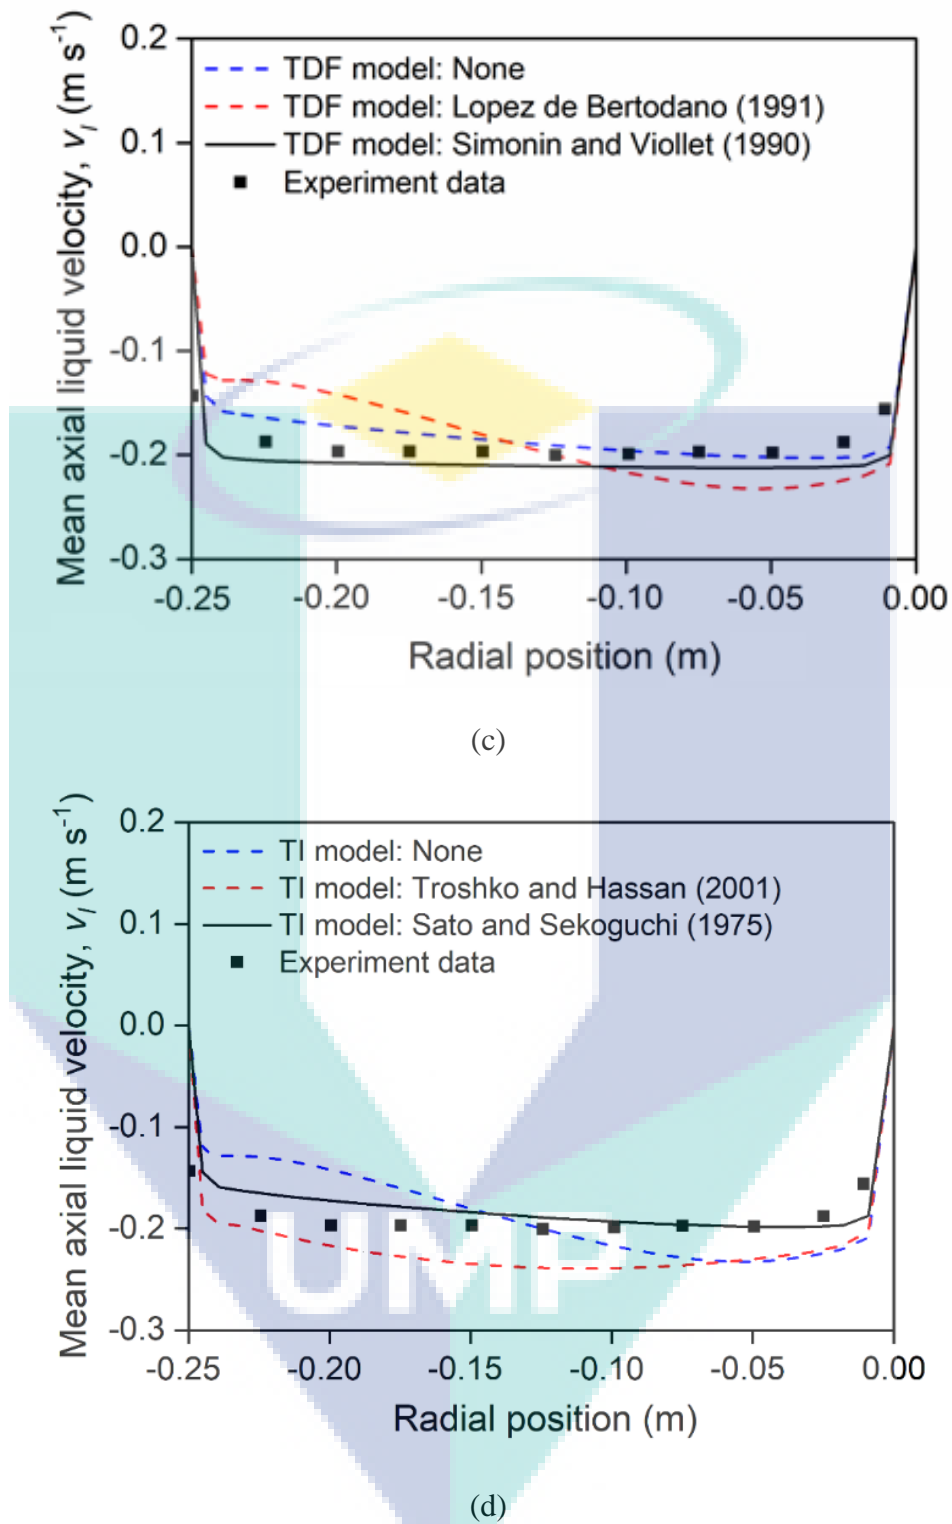 0.2
TDF model: None
TDF model: Lopez de Bertodano (1991)
TDF model: Simonin and Viollet (1990)
Experiment data
0.1
0.0
-0.1
-0.2
-0.3
Mean axial liquid velocity, v_l (m s⁻¹)
-0.25 -0.20 -0.15 -0.10 -0.05 0.00
Radial position (m)
(c)
0.2
TI model: None
TI model: Troshko and Hassan (2001)
TI model: Sato and Sekoguchi (1975)
Experiment data
0.1
0.0
-0.1
-0.2
-0.3
Mean axial liquid velocity, v_l (m s⁻¹)
UMP
-0.25 -0.20 -0.15 -0.10 -0.05 0.00
Radial position (m)
(d)